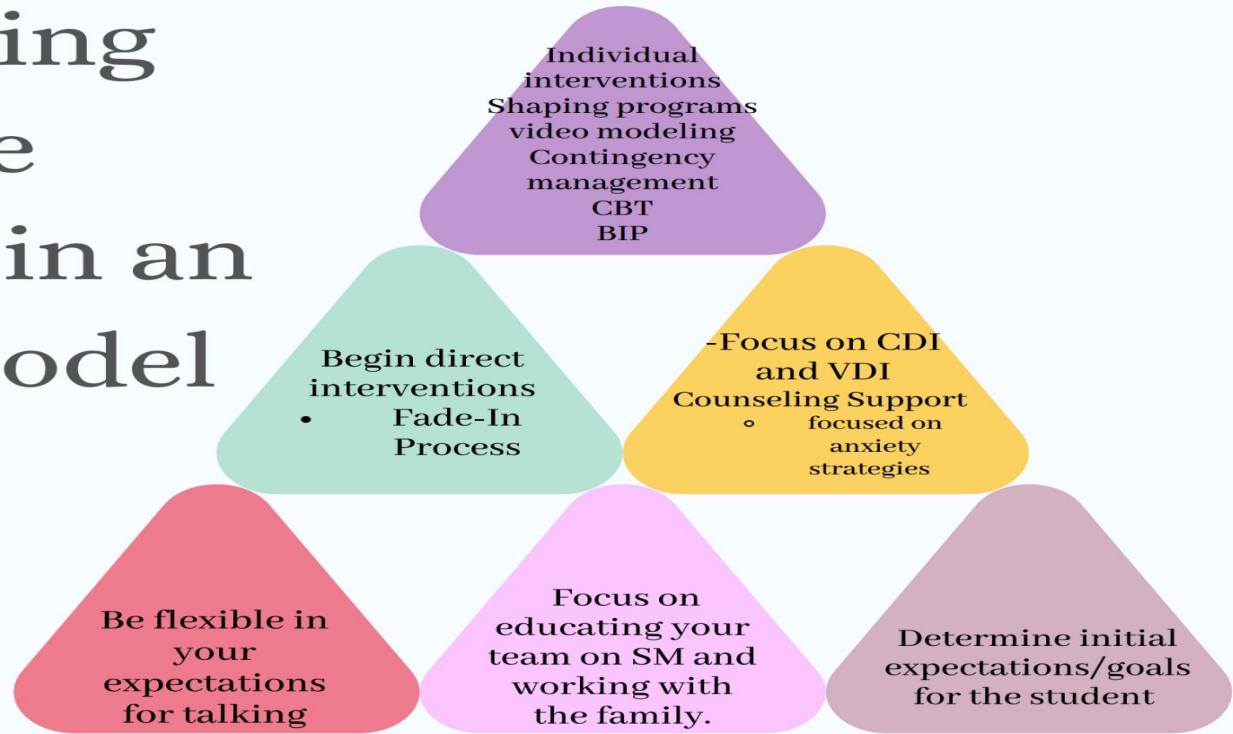 ing
e
in an
odel
Individual
interventions
Shaping programs
video modeling
Contingency
management
CBT
BIP
Begin direct
interventions
• Fade-In
Process
-Focus on CDI
and VDI
Counseling Support
◦ focused on
anxiety
strategies
Be flexible in
your
expectations
for talking
Focus on
educating your
team on SM and
working with
the family.
Determine initial
expectations/goals
for the student